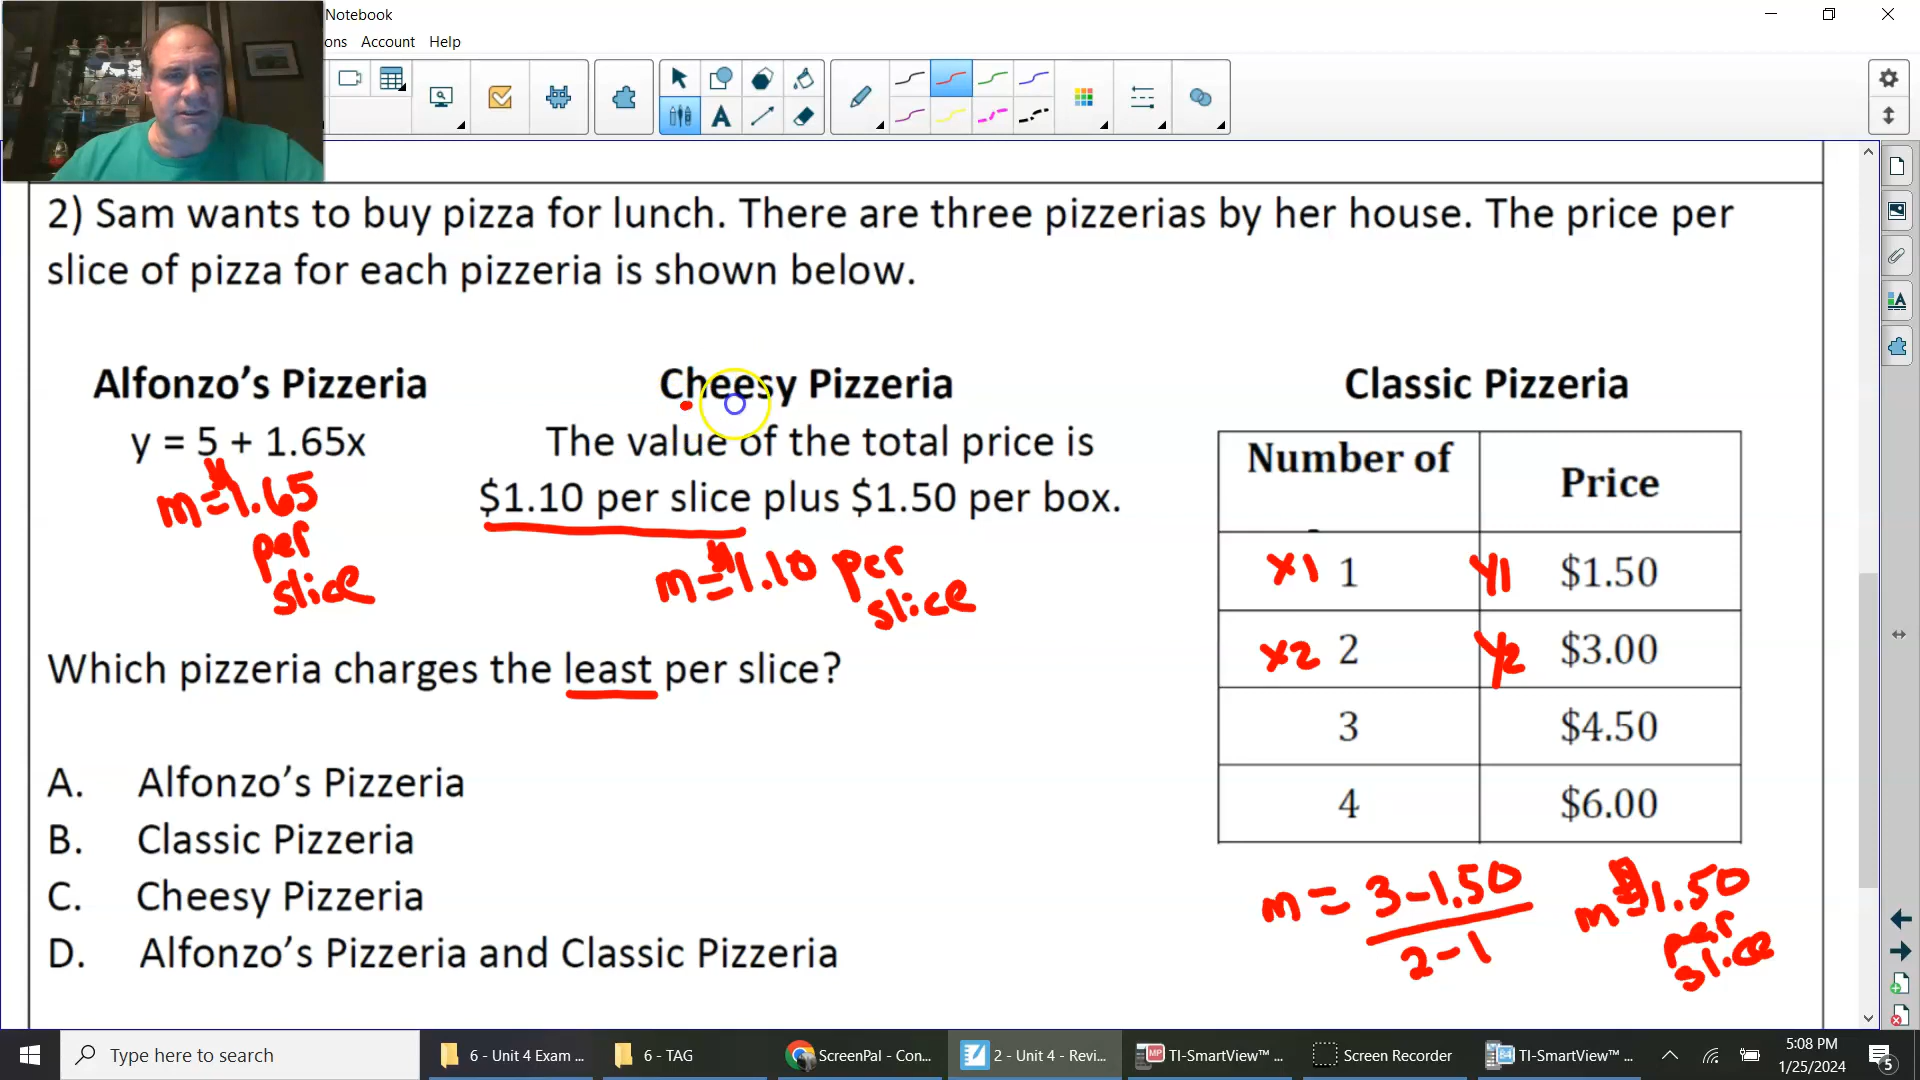 Notebook
ons Account Help
2) Sam wants to buy pizza for lunch. There are three pizzerias by her house. The price per
slice of pizza for each pizzeria is shown below.
Alfonzo's Pizzeria
y = 5 + 1.65x
m=$1.65
per
slice
Cheesy Pizzeria
The value of the total price is
$1.10 per slice plus $1.50 per box.
m=$1.10 per
slice
Classic Pizzeria
Number of Price
x1 1 y1 $1.50
x2 2 y2 $3.00
3 $4.50
4 $6.00
m = 3-1.50
2-1
m=$1.50
per
slice
Which pizzeria charges the least per slice?
A. Alfonzo's Pizzeria
B. Classic Pizzeria
C. Cheesy Pizzeria
D. Alfonzo's Pizzeria and Classic Pizzeria
Type here to search
6 - Unit 4 Exam ...
6 - TAG
ScreenPal - Con...
2 - Unit 4 - Revi...
TI-SmartView™ ...
Screen Recorder
TI-SmartView™ ...
5:08 PM
1/25/2024
5